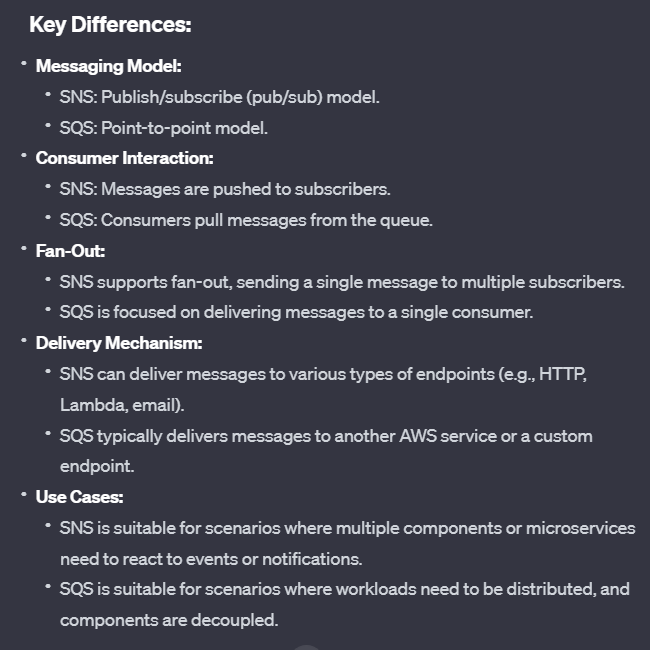 Key Differences:
• Messaging Model:
• SNS: Publish/subscribe (pub/sub) model.
• SQS: Point-to-point model.
• Consumer Interaction:
• SNS: Messages are pushed to subscribers.
• SQS: Consumers pull messages from the queue.
• Fan-Out:
• SNS supports fan-out, sending a single message to multiple subscribers.
• SQS is focused on delivering messages to a single consumer.
• Delivery Mechanism:
• SNS can deliver messages to various types of endpoints (e.g., HTTP,
Lambda, email).
• SQS typically delivers messages to another AWS service or a custom
endpoint.
• Use Cases:
• SNS is suitable for scenarios where multiple components or microservices
need to react to events or notifications.
• SQS is suitable for scenarios where workloads need to be distributed, and
components are decoupled.